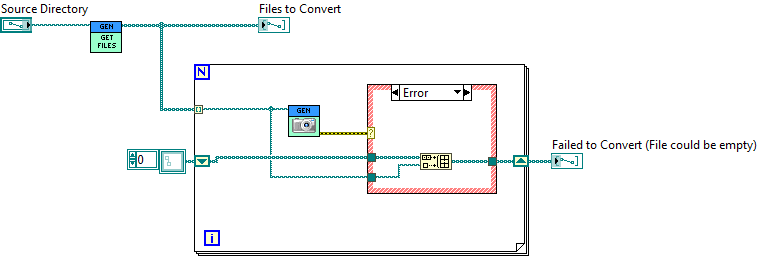 Source Directory
Files to Convert
GEN
GET
FILES
N
Error
GEN
?
0
Failed to Convert (File could be empty)
i